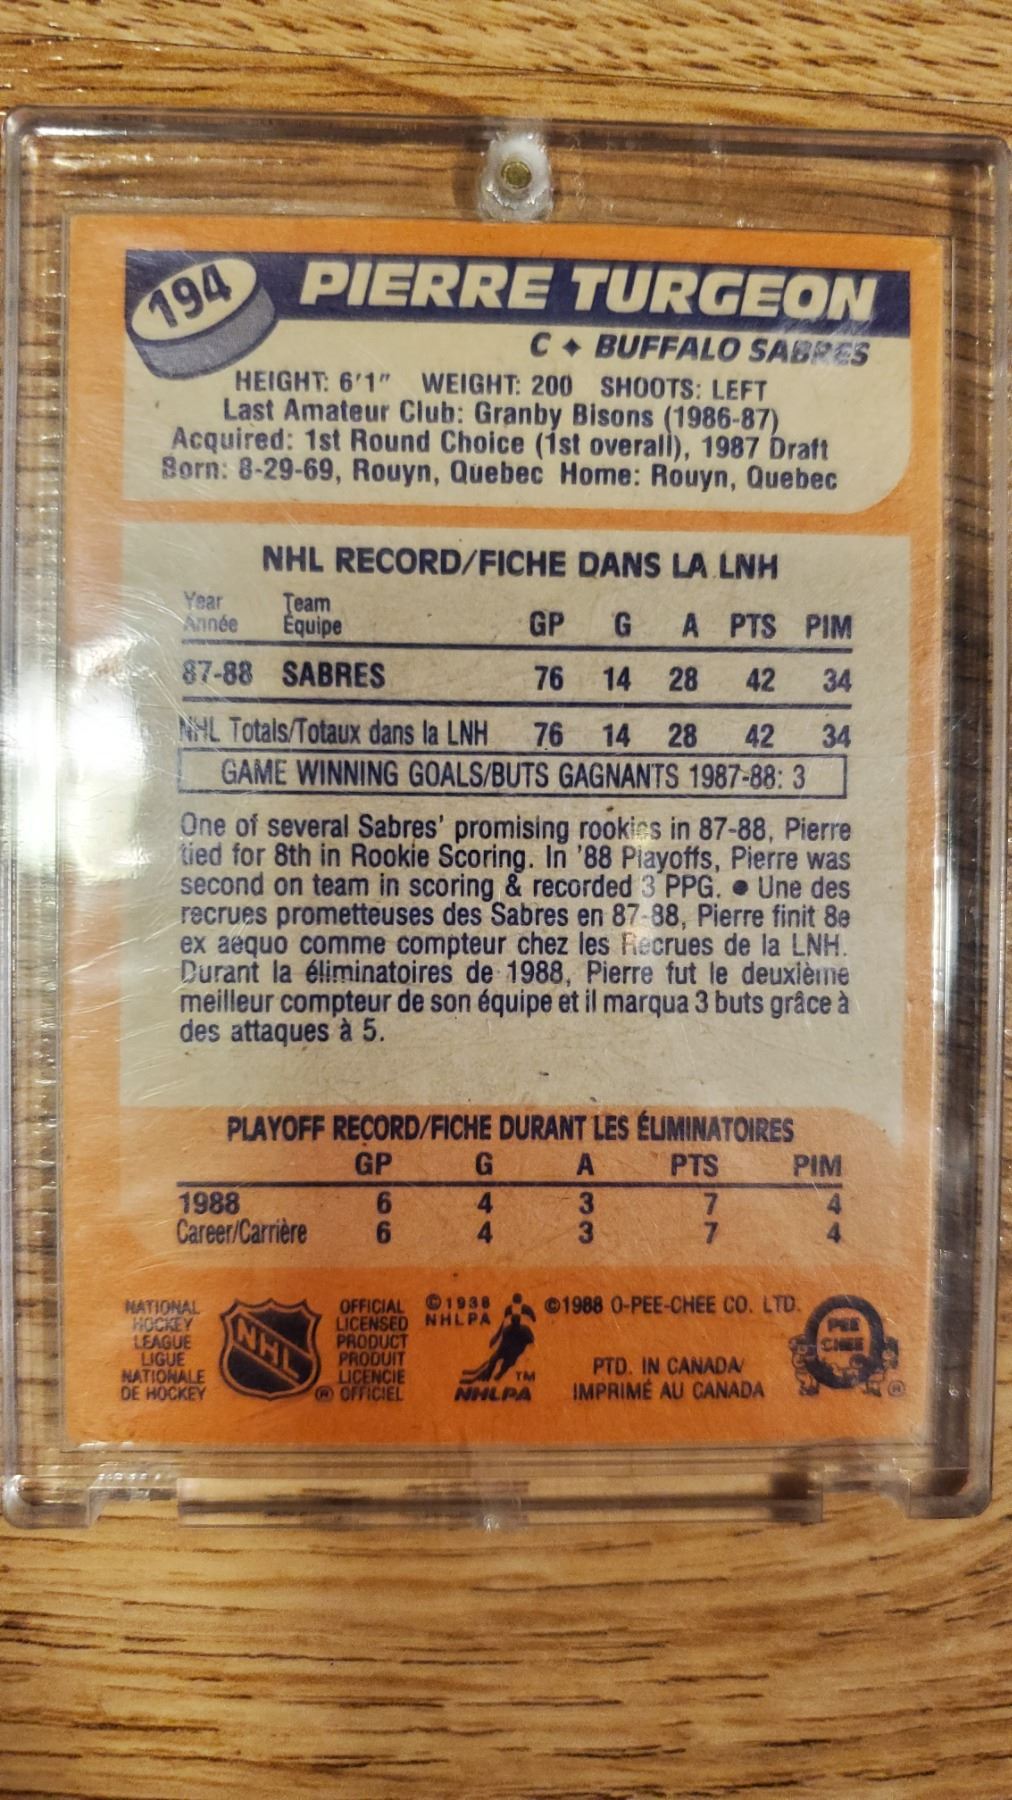 194
PIERRE TURGEON
C ♦ BUFFALO SABRES
HEIGHT: 6'1" WEIGHT: 200 SHOOTS: LEFT
Last Amateur Club: Granby Bisons (1986-87)
Acquired: 1st Round Choice (1st overall), 1987 Draft
Born: 8-29-69, Rouyn, Quebec Home: Rouyn, Quebec
NHL RECORD/FICHE DANS LA LNH
Year Team
Année Équipe GP G A PTS PIM
87-88 SABRES 76 14 28 42 34
NHL Totals/Totaux dans la LNH 76 14 28 42 34
GAME WINNING GOALS/BUTS GAGNANTS 1987-88: 3
One of several Sabres' promising rookies in 87-88, Pierre
tied for 8th in Rookie Scoring. In '88 Playoffs, Pierre was
second on team in scoring & recorded 3 PPG. ● Une des
recrues prometteuses des Sabres en 87-88, Pierre finit 8e
ex aequo comme compteur chez les Recrues de la LNH.
Durant la éliminatoires de 1988, Pierre fut le deuxième
meilleur compteur de son équipe et il marqua 3 buts grâce à
des attaques à 5.
PLAYOFF RECORD/FICHE DURANT LES ÉLIMINATOIRES
GP G A PTS PIM
1988 6 4 3 7 4
Career/Carrière 6 4 3 7 4
NATIONAL
HOCKEY
LEAGUE
LIGUE
NATIONALE
DE HOCKEY
NHL
®
OFFICIAL
LICENSED
PRODUCT
PRODUIT
LICENCIE
OFFICIEL
©1988
NHLPA
TM
NHLPA
©1988 O-PEE-CHEE CO. LTD.
PTD. IN CANADA/
IMPRIMÉ AU CANADA
PEE
CHEE
®